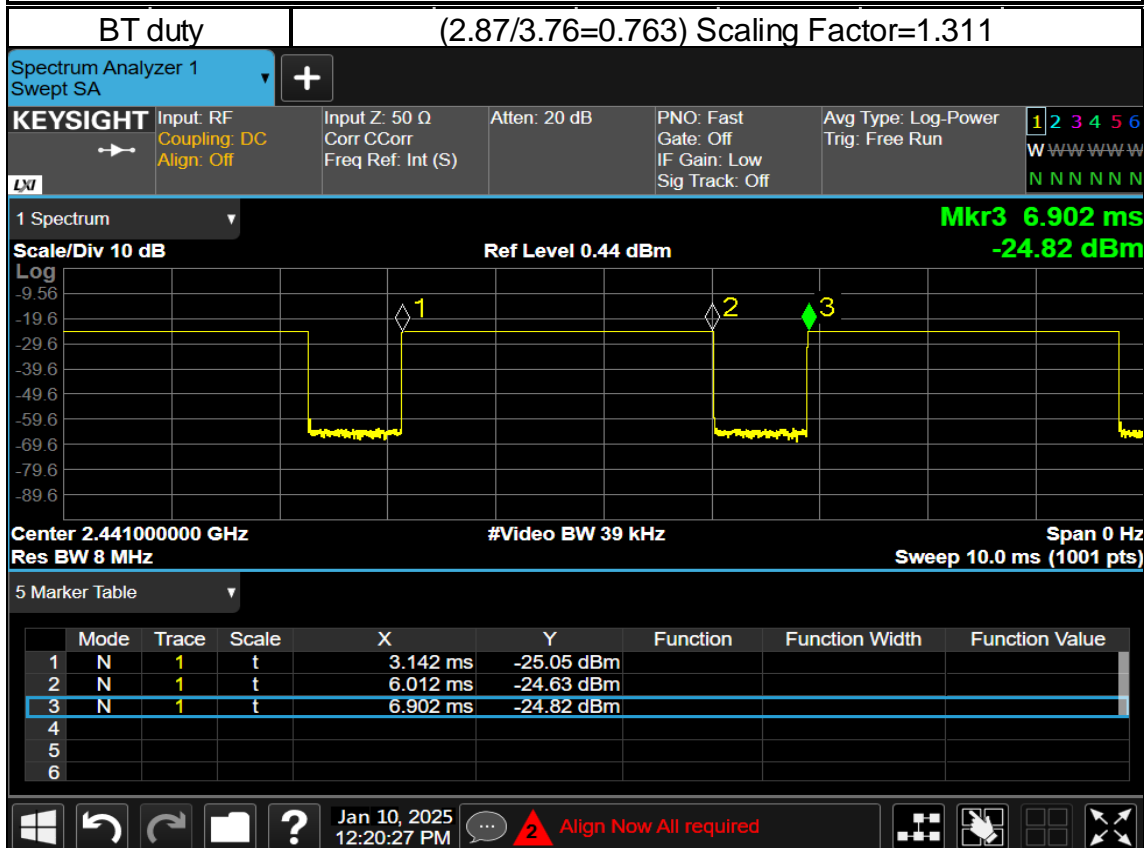 BT duty (2.87/3.76=0.763) Scaling Factor=1.311
Spectrum Analyzer 1
Swept SA
+
KEYSIGHT
LXI
Input: RF
Coupling: DC
Align: Off
Input Z: 50 Ω
Corr CCorr
Freq Ref: Int (S)
Atten: 20 dB
PNO: Fast
Gate: Off
IF Gain: Low
Sig Track: Off
Avg Type: Log-Power
Trig: Free Run
1 2 3 4 5 6
W W W W W W
N N N N N N
1 Spectrum
Mkr3 6.902 ms
Scale/Div 10 dB Ref Level 0.44 dBm -24.82 dBm
Log
-9.56
-19.6
-29.6
-39.6
-49.6
-59.6
-69.6
-79.6
-89.6
1 2 3
Center 2.441000000 GHz #Video BW 39 kHz Span 0 Hz
Res BW 8 MHz Sweep 10.0 ms (1001 pts)
5 Marker Table
Mode Trace Scale X Y Function Function Width Function Value
1 N 1 t 3.142 ms -25.05 dBm
2 N 1 t 6.012 ms -24.63 dBm
3 N 1 t 6.902 ms -24.82 dBm
4
5
6
? Jan 10, 2025
12:20:27 PM
2 Align Now All required